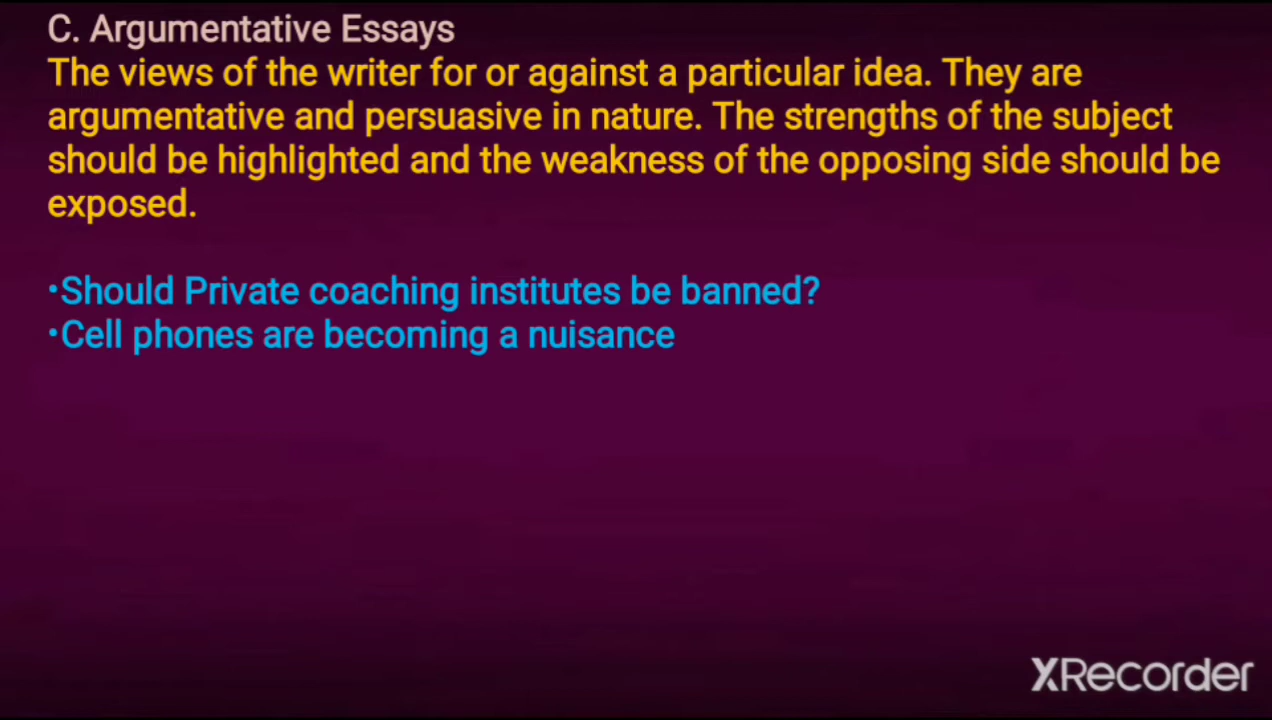 C. Argumentative Essays
The views of the writer for or against a particular idea. They are
argumentative and persuasive in nature. The strengths of the subject
should be highlighted and the weakness of the opposing side should be
exposed.
•Should Private coaching institutes be banned?
•Cell phones are becoming a nuisance
XRecorder